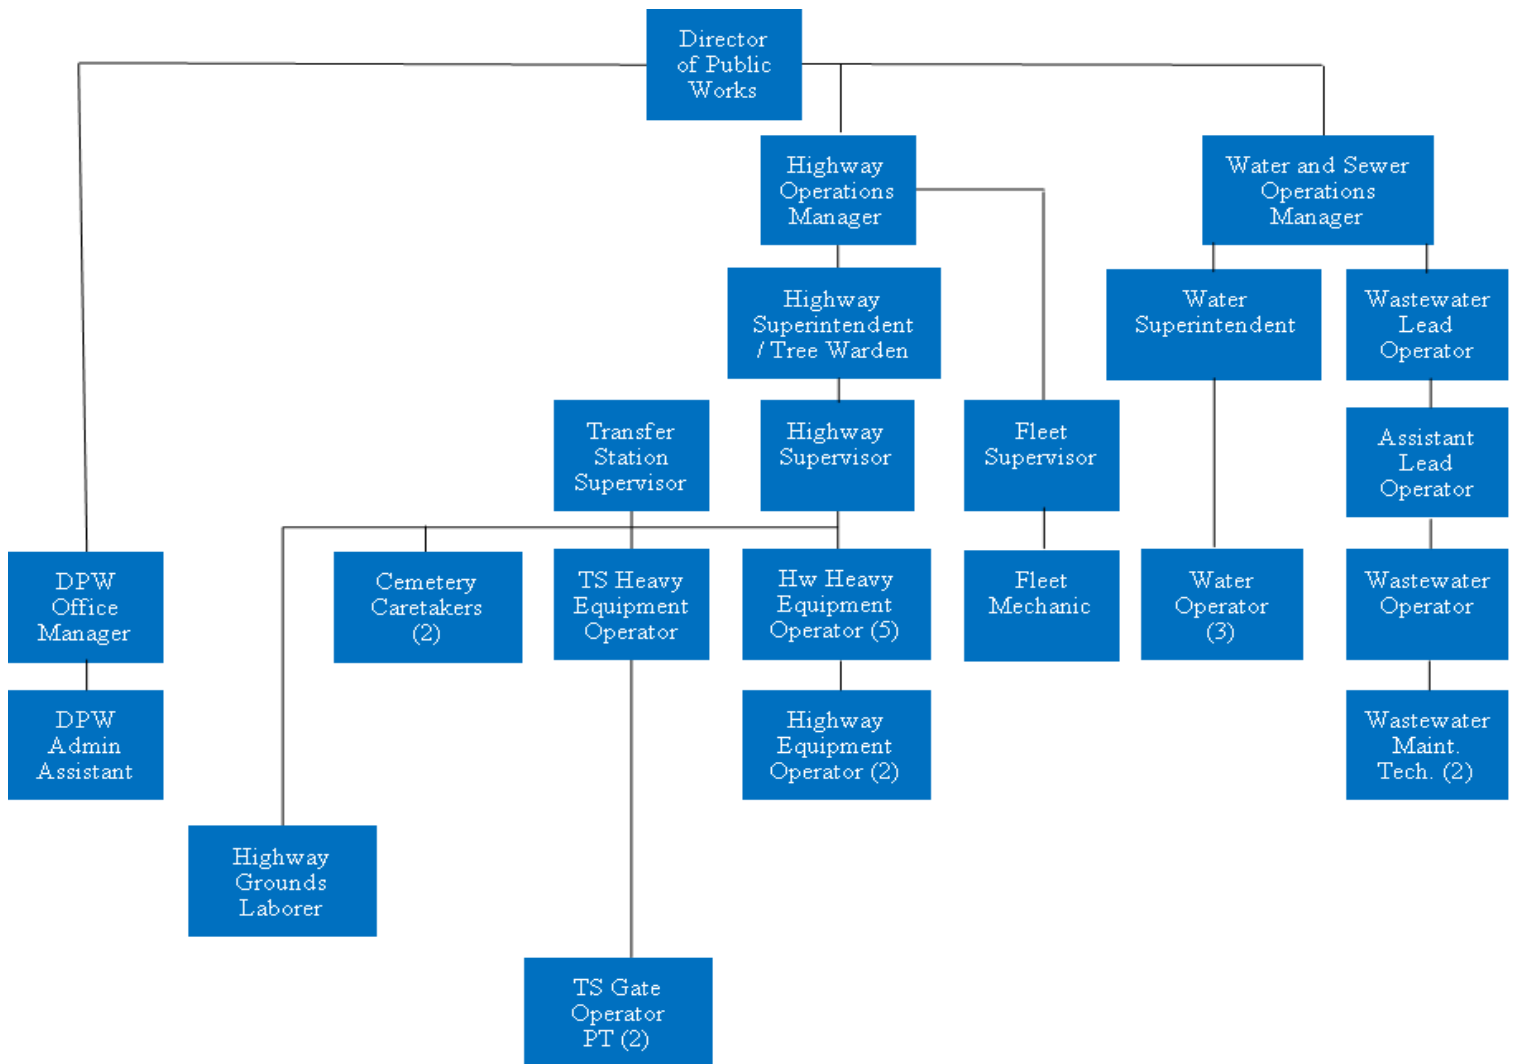 Director
of Public
Works
Highway
Operations
Manager
Water and Sewer
Operations
Manager
Highway
Superintendent
/ Tree Warden
Water
Superintendent
Wastewater
Lead
Operator
Transfer
Station
Supervisor
Highway
Supervisor
Fleet
Supervisor
Assistant
Lead
Operator
DPW
Office
Manager
Cemetery
Caretakers
(2)
TS Heavy
Equipment
Operator
Hw Heavy
Equipment
Operator (5)
Fleet
Mechanic
Water
Operator
(3)
Wastewater
Operator
DPW
Admin
Assistant
Highway
Equipment
Operator (2)
Wastewater
Maint.
Tech. (2)
Highway
Grounds
Laborer
TS Gate
Operator
PT (2)